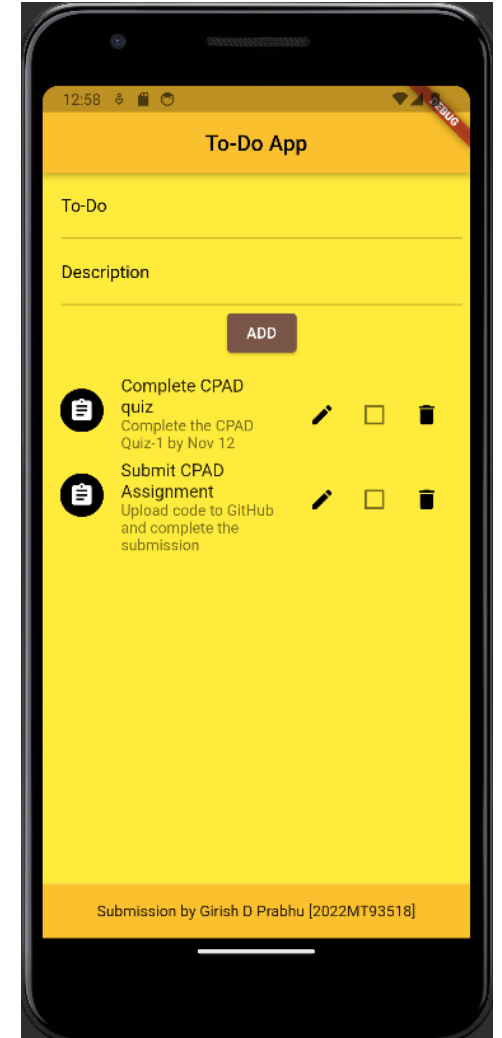 12:58
DEBUG
To-Do App
To-Do
Description
ADD
Complete CPAD
quiz
Complete the CPAD
Quiz-1 by Nov 12
Submit CPAD
Assignment
Upload code to GitHub
and complete the
submission
Submission by Girish D Prabhu [2022MT93518]